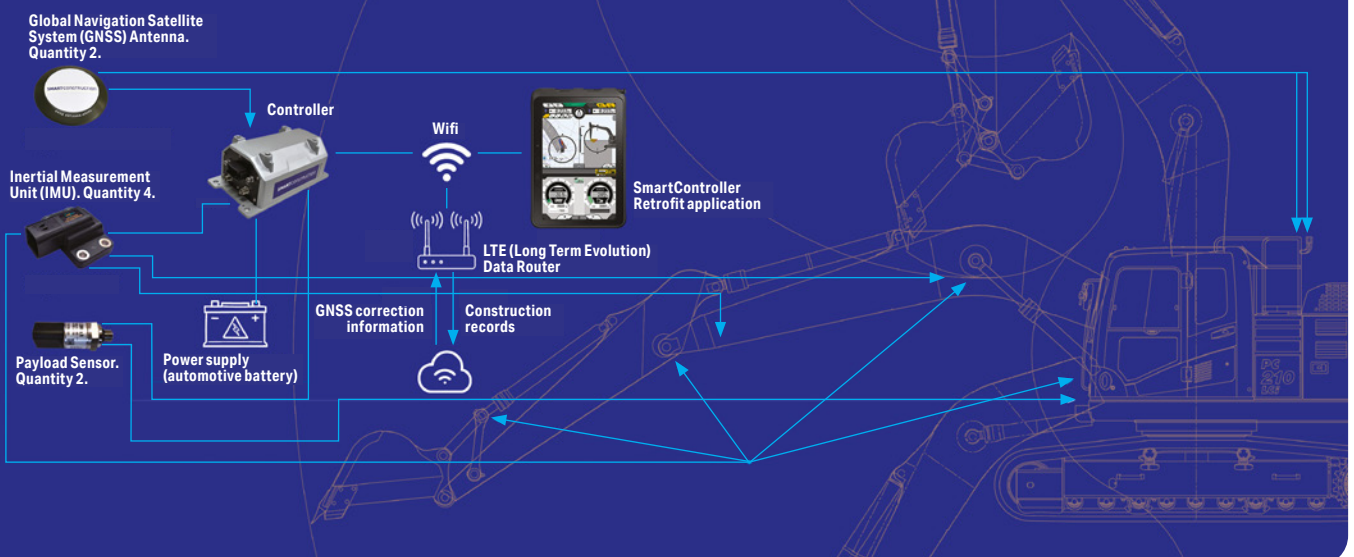 Global Navigation Satellite
System (GNSS) Antenna.
Quantity 2.
SMARTCONSTRUCTION
Controller
Wifi
Inertial Measurement
Unit (IMU). Quantity 4.
SmartController
Retrofit application
LTE (Long Term Evolution)
Data Router
GNSS correction
information
Construction
records
Payload Sensor.
Quantity 2.
Power supply
(automotive battery)
PC
210
LCi